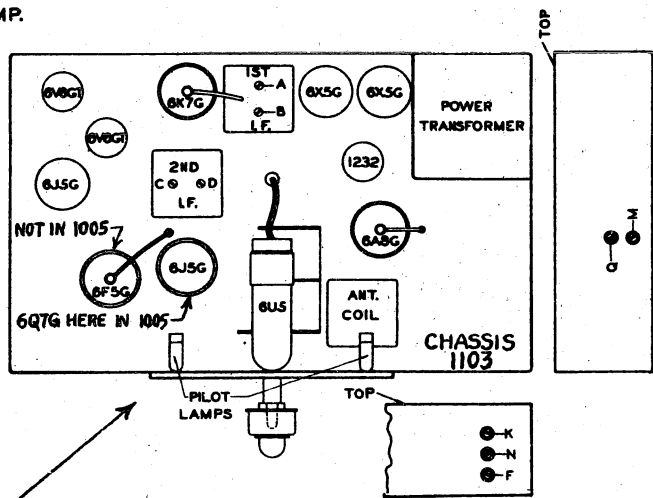 MP.
TOP
6V6GT
6K7G
1ST
A
B
I.F.
6X5G
6X5G
POWER
TRANSFORMER
6V6GT
2ND
C D
I.F.
1232
6J5G
M
NOT IN 1005
6A8G
6F5G
6J5G
6U5
ANT.
COIL
6Q7G HERE IN 1005
CHASSIS
1103
PILOT
LAMPS
TOP
K
N
F